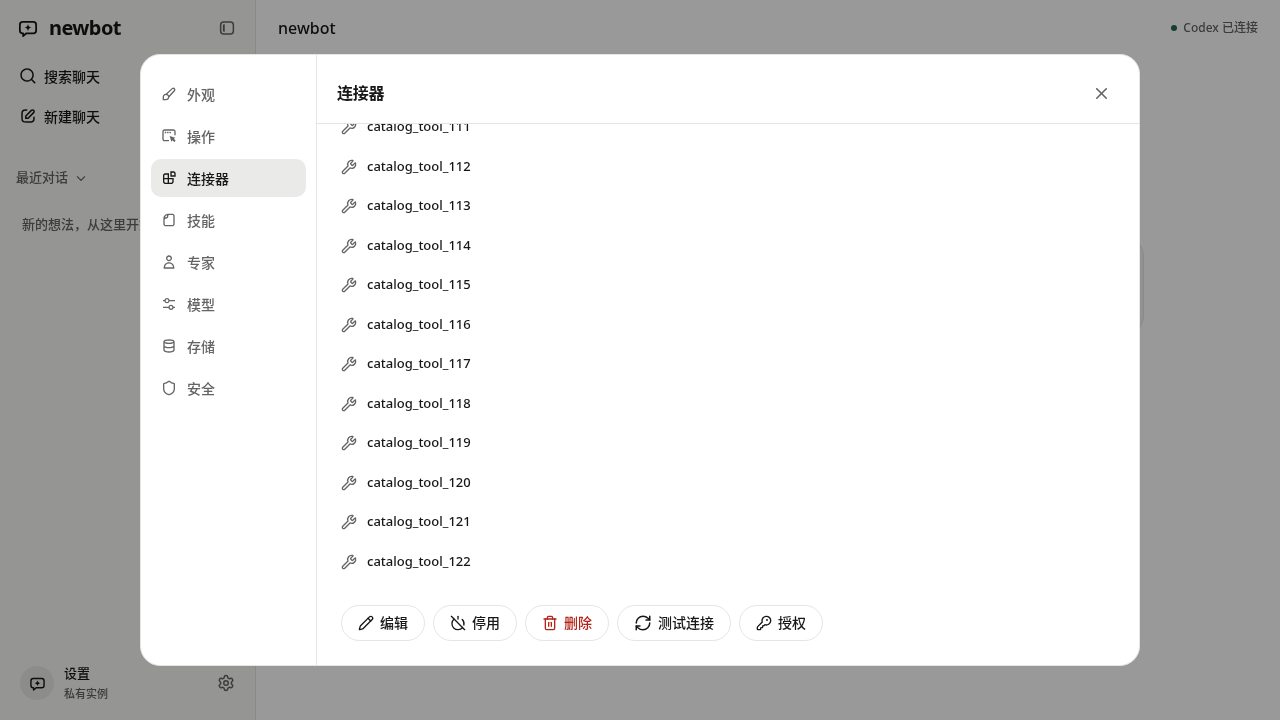 newbot
newbot
Codex 已连接
搜索聊天
新建聊天
最近对话
新的想法，从这里开
外观
操作
连接器
技能
专家
模型
存储
安全
连接器
catalog_tool_111
catalog_tool_112
catalog_tool_113
catalog_tool_114
catalog_tool_115
catalog_tool_116
catalog_tool_117
catalog_tool_118
catalog_tool_119
catalog_tool_120
catalog_tool_121
catalog_tool_122
编辑
停用
删除
测试连接
授权
设置
私有实例